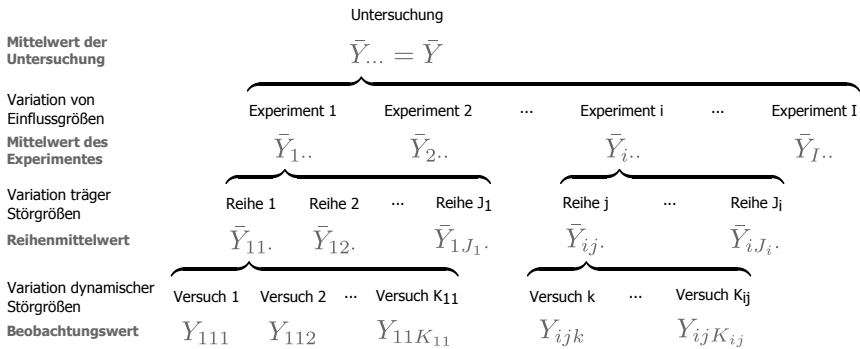 Untersuchung
Mittelwert der
Untersuchung
Ȳ... = Ȳ
Variation von
Einflussgrößen
Experiment 1 Experiment 2 ... Experiment i ... Experiment I
Mittelwert des
Experimentes
Ȳ1.. Ȳ2.. Ȳi.. ȲI..
Variation träger
Störgrößen
Reihe 1 Reihe 2 ... Reihe J1 Reihe j ... Reihe Ji
Reihenmittelwert
Ȳ11. Ȳ12. Ȳ1J1. Ȳij. ȲiJi.
Variation dynamischer
Störgrößen
Versuch 1 Versuch 2 ... Versuch K11 Versuch k ... Versuch Kij
Beobachtungswert
Y111 Y112 Y11K11 Yijk YijKij